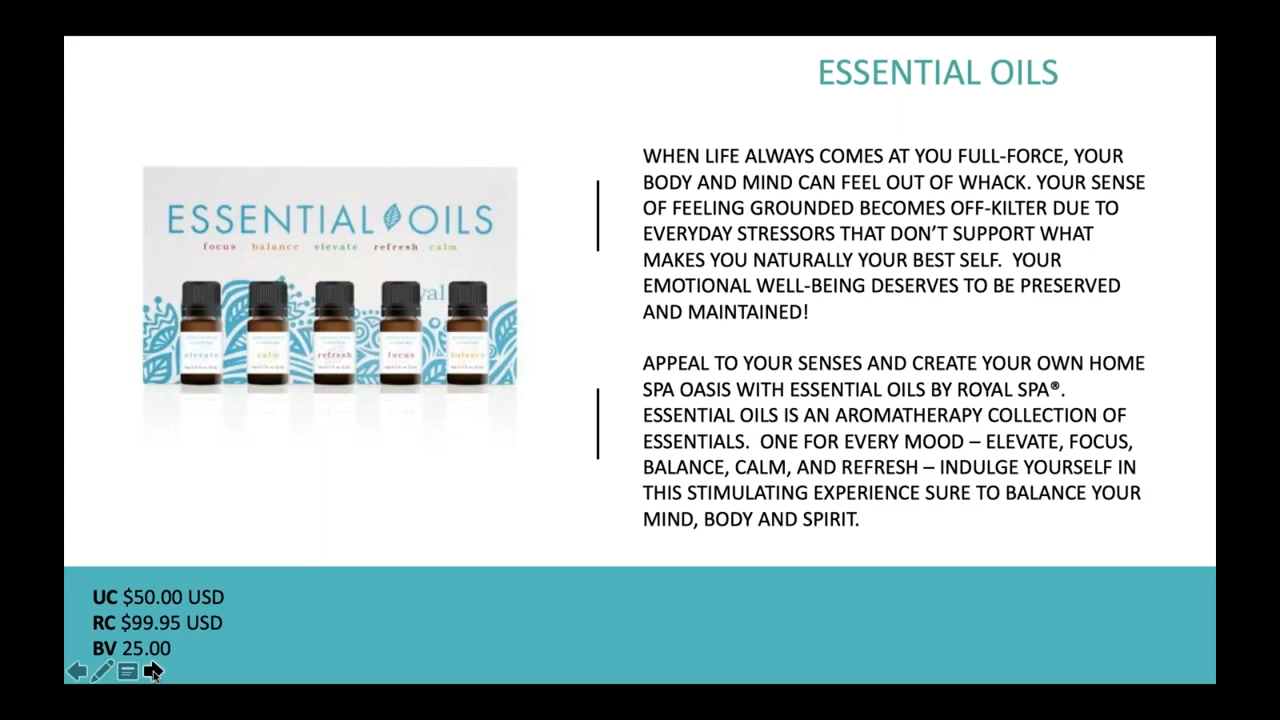 ESSENTIAL OILS
ESSENTIAL OILS
focus balance elevate refresh calm
elevate calm refresh focus balance
WHEN LIFE ALWAYS COMES AT YOU FULL-FORCE, YOUR
BODY AND MIND CAN FEEL OUT OF WHACK. YOUR SENSE
OF FEELING GROUNDED BECOMES OFF-KILTER DUE TO
EVERYDAY STRESSORS THAT DON’T SUPPORT WHAT
MAKES YOU NATURALLY YOUR BEST SELF.  YOUR
EMOTIONAL WELL-BEING DESERVES TO BE PRESERVED
AND MAINTAINED!
APPEAL TO YOUR SENSES AND CREATE YOUR OWN HOME
SPA OASIS WITH ESSENTIAL OILS BY ROYAL SPA®.
ESSENTIAL OILS IS AN AROMATHERAPY COLLECTION OF
ESSENTIALS.  ONE FOR EVERY MOOD – ELEVATE, FOCUS,
BALANCE, CALM, AND REFRESH – INDULGE YOURSELF IN
THIS STIMULATING EXPERIENCE SURE TO BALANCE YOUR
MIND, BODY AND SPIRIT.
UC $50.00 USD
RC $99.95 USD
BV 25.00